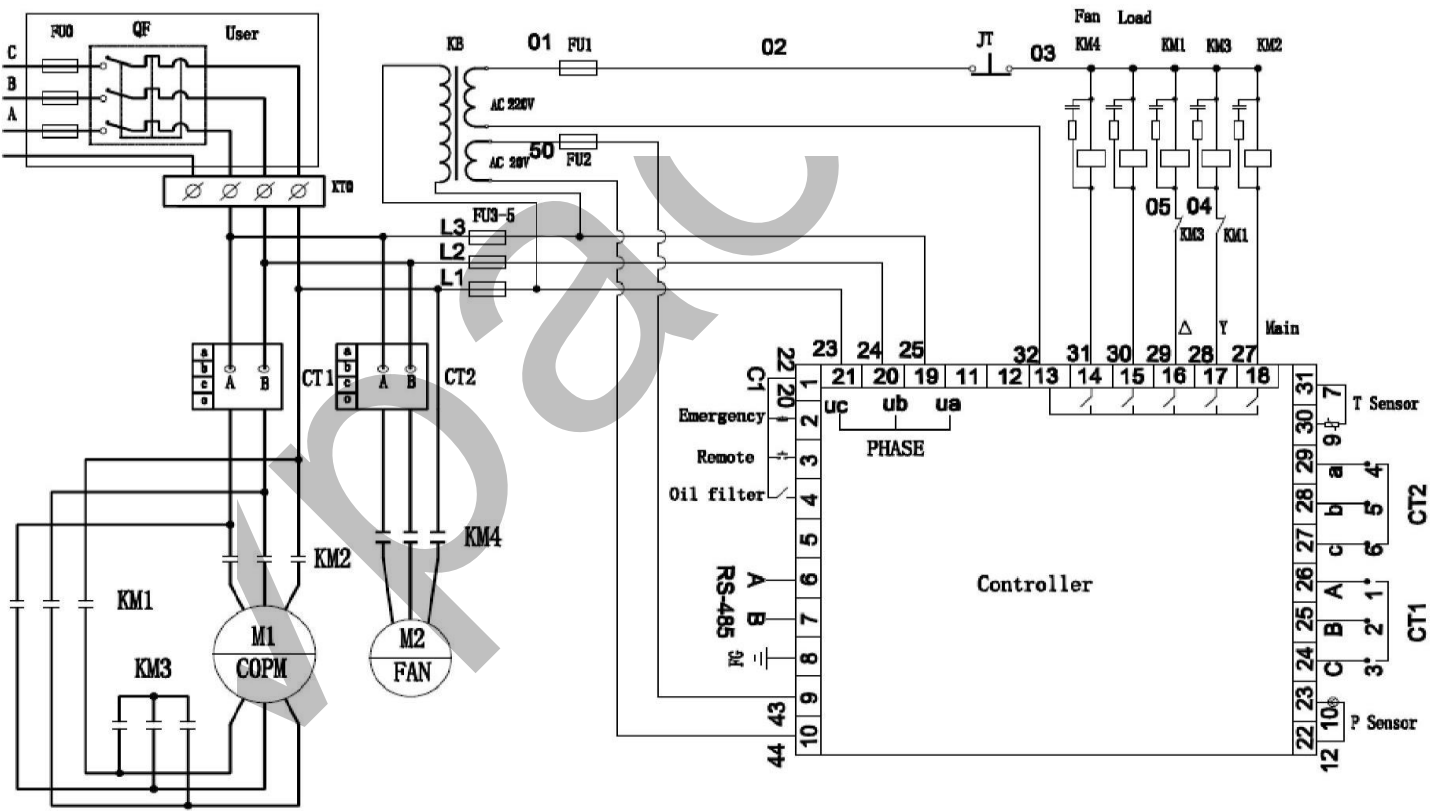 FU0 QF User
C
B
A
KT0
KB 01 FU1 02 JT 03
Fan Load
KM4 KM1 KM3 KM2
AC 220V
AC 20V 50 FU2
FU3-5
L3
L2
L1
05 04
KM3 KM1
Δ Y Main
a
b
c
o
A B CT1
a
b
c
o
A B CT2
22 23 24 25 32 31 30 29 28 27
21 20 19 11 12 13 14 15 16 17 18
uc ub ua
PHASE
C1 20
Emergency
Remote
Oil filter
1
2
3
4
5
6
7
8
9
10
A
B
RS-485
FG
43
44
Controller
31
30
29
28
27
26
25
24
23
22
7
9
T Sensor
a 4
b 5
c 6
CT2
A 1
B 2
C 3
CT1
10
12
P Sensor
KM2
KM4
KM1
KM3
M1
COPM
M2
FAN
vpac